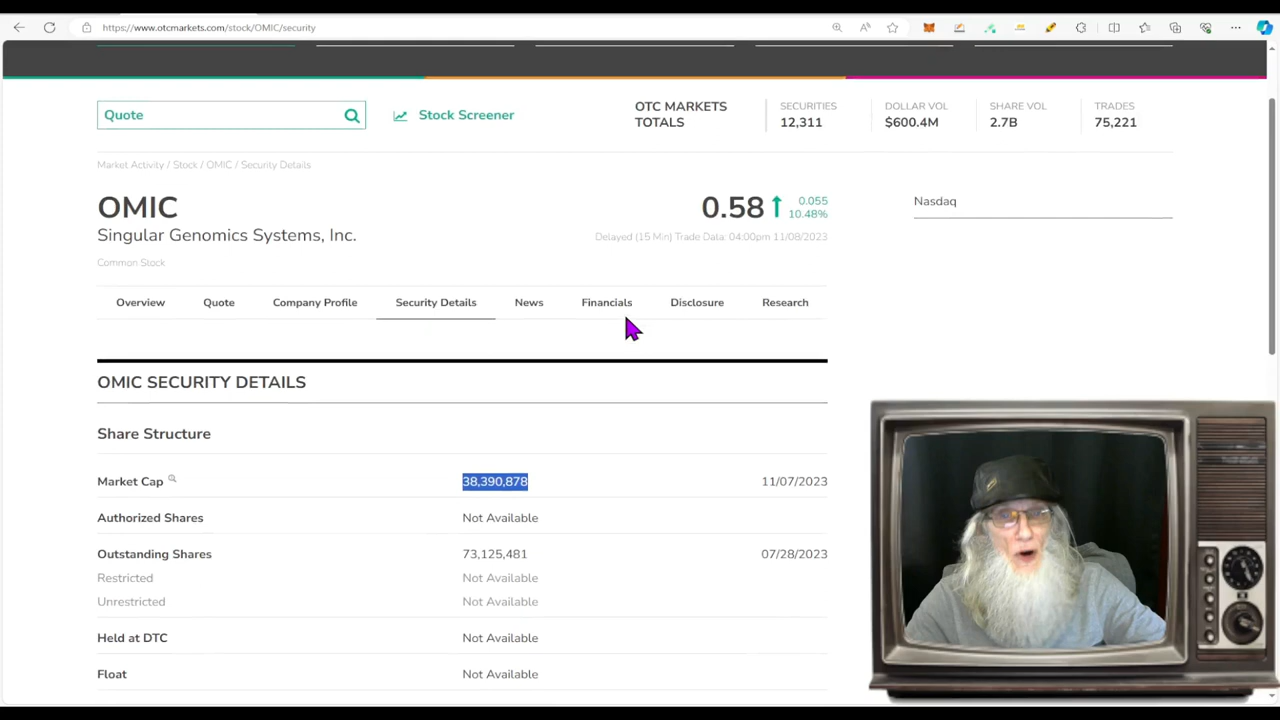 https://www.otcmarkets.com/stock/OMIC/security
Quote
Stock Screener
OTC MARKETS TOTALS
SECURITIES
12,311
DOLLAR VOL
$600.4M
SHARE VOL
2.7B
TRADES
75,221
Market Activity / Stock / OMIC / Security Details
OMIC
0.58
0.055
10.48%
Singular Genomics Systems, Inc.
Delayed (15 Min) Trade Data: 04:00pm 11/08/2023
Common Stock
Nasdaq
Overview Quote Company Profile Security Details News Financials Disclosure Research
OMIC SECURITY DETAILS
Share Structure
Market Cap 38,390,878 11/07/2023
Authorized Shares Not Available
Outstanding Shares 73,125,481 07/28/2023
Restricted Not Available
Unrestricted Not Available
Held at DTC Not Available
Float Not Available